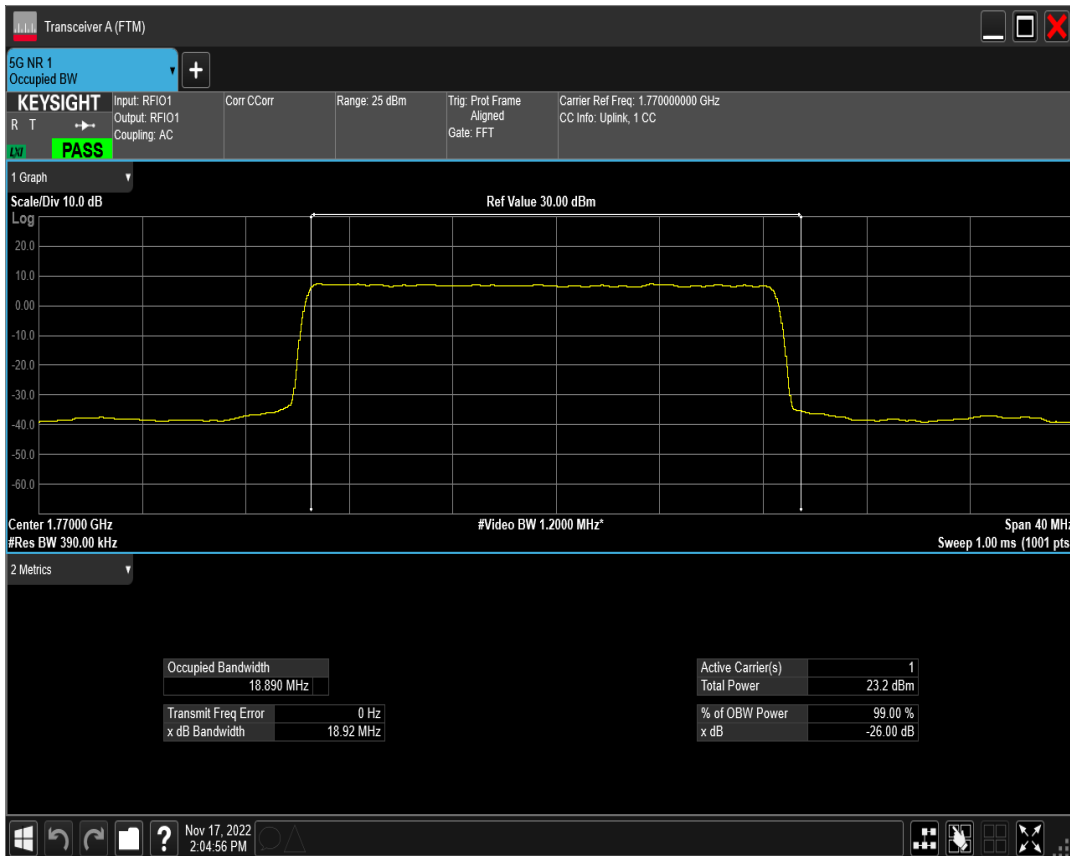 Transceiver A (FTM)
5G NR 1
Occupied BW
+
KEYSIGHT
R T
LXI
PASS
Input: RFIO1
Output: RFIO1
Coupling: AC
Corr CCorr
Range: 25 dBm
Trig: Prot Frame
Aligned
Gate: FFT
Carrier Ref Freq: 1.770000000 GHz
CC Info: Uplink, 1 CC
1 Graph
Scale/Div 10.0 dB
Ref Value 30.00 dBm
Log
20.0
10.0
0.00
-10.0
-20.0
-30.0
-40.0
-50.0
-60.0
Center 1.77000 GHz
#Video BW 1.2000 MHz*
Span 40 MHz
#Res BW 390.00 kHz
Sweep 1.00 ms (1001 pts
2 Metrics
Occupied Bandwidth
18.890 MHz
Transmit Freq Error 0 Hz
x dB Bandwidth 18.92 MHz
Active Carrier(s) 1
Total Power 23.2 dBm
% of OBW Power 99.00 %
x dB -26.00 dB
?
Nov 17, 2022
2:04:56 PM